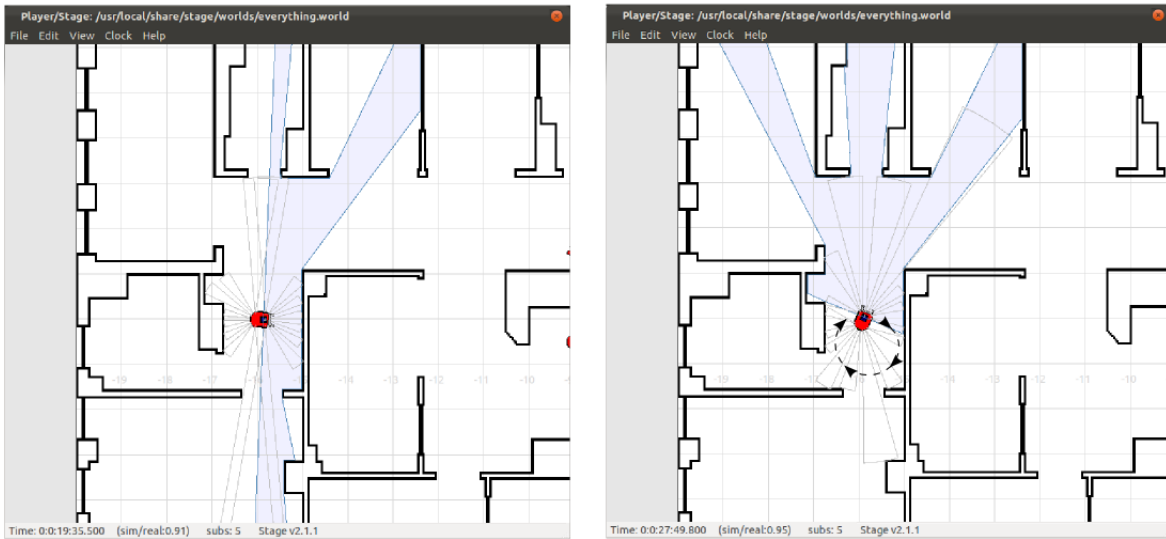 Player/Stage: /usr/local/share/stage/worlds/everything.world
File Edit View Clock Help
-19 -18 -17 -16 -14 -13 -12 -11 -10
Time: 0:0:19:35.500 (sim/real:0.91) subs: 5 Stage v2.1.1
Player/Stage: /usr/local/share/stage/worlds/everything.world
File Edit View Clock Help
-19 -18 -17 -14 -13 -12 -11 -10
Time: 0:0:27:49.800 (sim/real:0.95) subs: 5 Stage v2.1.1